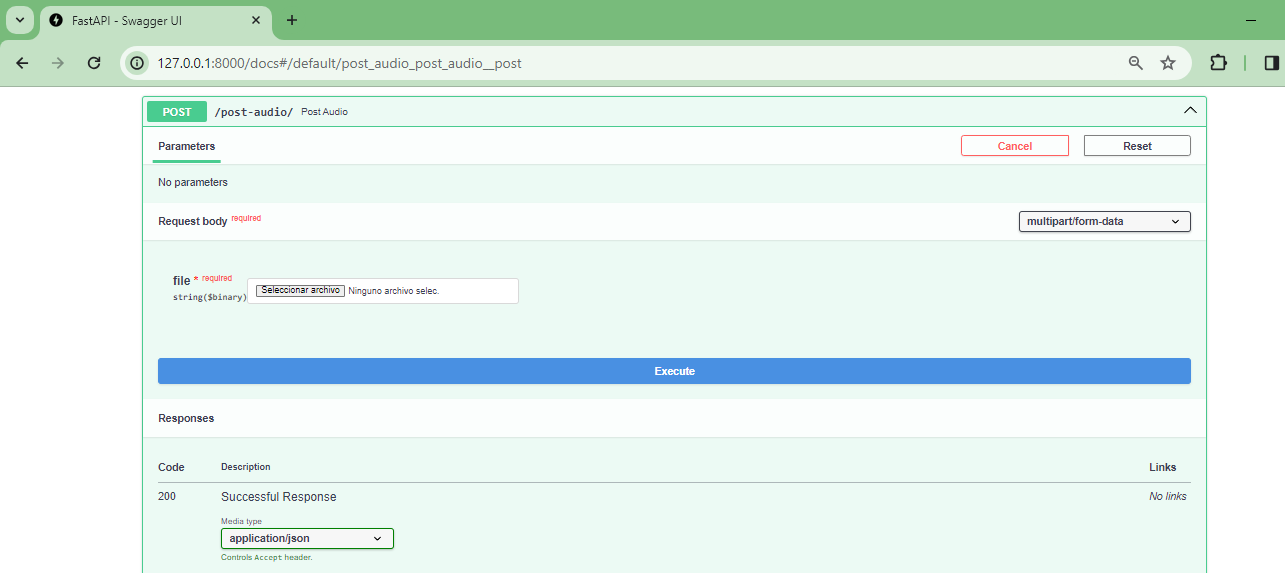 FastAPI - Swagger UI
127.0.0.1:8000/docs#/default/post_audio_post_audio__post
POST /post-audio/ Post Audio
Parameters Cancel Reset
No parameters
Request body required multipart/form-data
file * required
string($binary) Seleccionar archivo Ninguno archivo selec.
Execute
Responses
Code Description Links
200 Successful Response No links
Media type
application/json
Controls Accept header.